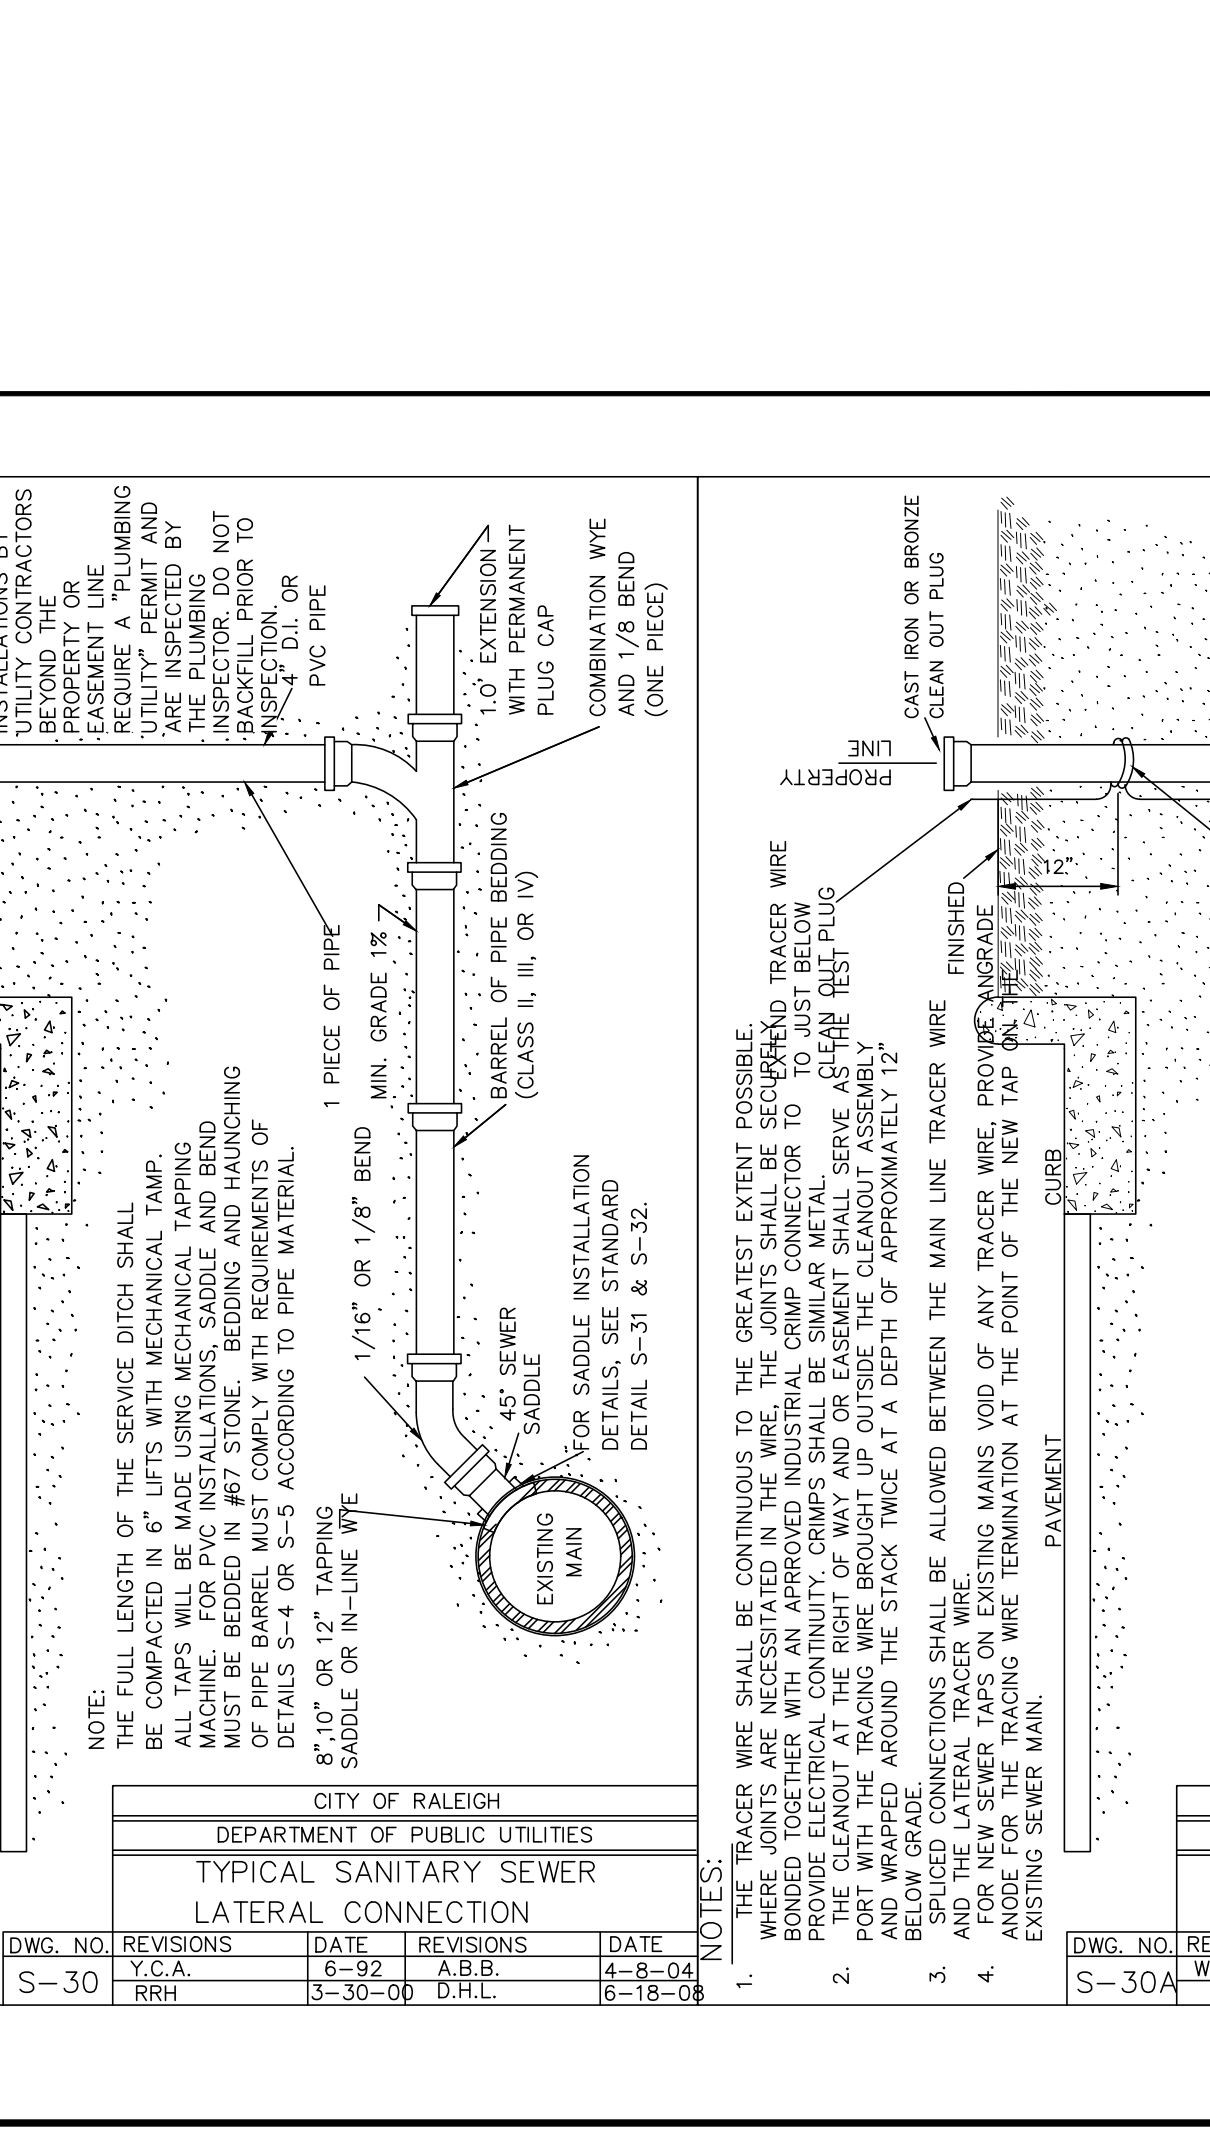 INSTALLATIONS BY
UTILITY CONTRACTORS
BEYOND THE
PROPERTY OR
EASEMENT LINE
REQUIRE A "PLUMBING
UTILITY" PERMIT AND
ARE INSPECTED BY
THE PLUMBING
INSPECTOR. DO NOT
BACKFILL PRIOR TO
INSPECTION.
4" D.I. OR
PVC PIPE
1.0' EXTENSION
WITH PERMANENT
PLUG CAP
COMBINATION WYE
AND 1/8 BEND
(ONE PIECE)
1 PIECE OF PIPE
MIN. GRADE 1%
BARREL OF PIPE BEDDING
(CLASS II, III, OR IV)
1/16" OR 1/8" BEND
45° SEWER
SADDLE
FOR SADDLE INSTALLATION
DETAILS, SEE STANDARD
DETAIL S-31 & S-32.
NOTE:
THE FULL LENGTH OF THE SERVICE DITCH SHALL
BE COMPACTED IN 6" LIFTS WITH MECHANICAL TAMP.
ALL TAPS WILL BE MADE USING MECHANICAL TAPPING
MACHINE. FOR PVC INSTALLATIONS, SADDLE AND BEND
MUST BE BEDDED IN #67 STONE. BEDDING AND HAUNCHING
OF PIPE BARREL MUST COMPLY WITH REQUIREMENTS OF
DETAILS S-4 OR S-5 ACCORDING TO PIPE MATERIAL.
8",10" OR 12" TAPPING
SADDLE OR IN-LINE WYE
EXISTING
MAIN
CITY OF RALEIGH
DEPARTMENT OF PUBLIC UTILITIES
TYPICAL SANITARY SEWER
LATERAL CONNECTION
DWG. NO. REVISIONS DATE REVISIONS DATE
S-30 Y.C.A. 6-92 A.B.B. 4-8-04
RRH 3-30-00 D.H.L. 6-18-08
CAST IRON OR BRONZE
CLEAN OUT PLUG
PROPERTY
LINE
EXTEND TRACER WIRE
TO JUST BELOW
CLEAN OUT PLUG
FINISHED
GRADE
12"
CURB
PAVEMENT
NOTES:
1. THE TRACER WIRE SHALL BE CONTINUOUS TO THE GREATEST EXTENT POSSIBLE.
WHERE JOINTS ARE NECESSITATED IN THE WIRE, THE JOINTS SHALL BE SECURELY
BONDED TOGETHER WITH AN APRROVED INDUSTRIAL CRIMP CONNECTOR TO
PROVIDE ELECTRICAL CONTINUITY. CRIMPS SHALL BE SIMILAR METAL.
2. THE CLEANOUT AT THE RIGHT OF WAY AND OR EASEMENT SHALL SERVE AS THE TEST
PORT WITH THE TRACING WIRE BROUGHT UP OUTSIDE THE CLEANOUT ASSEMBLY
AND WRAPPED AROUND THE STACK TWICE AT A DEPTH OF APPROXIMATELY 12"
BELOW GRADE.
3. SPLICED CONNECTIONS SHALL BE ALLOWED BETWEEN THE MAIN LINE TRACER WIRE
AND THE LATERAL TRACER WIRE.
4. FOR NEW SEWER TAPS ON EXISTING MAINS VOID OF ANY TRACER WIRE, PROVIDE AN
ANODE FOR THE TRACING WIRE TERMINATION AT THE POINT OF THE NEW TAP ON THE
EXISTING SEWER MAIN.
DWG. NO. RE
S-30A W